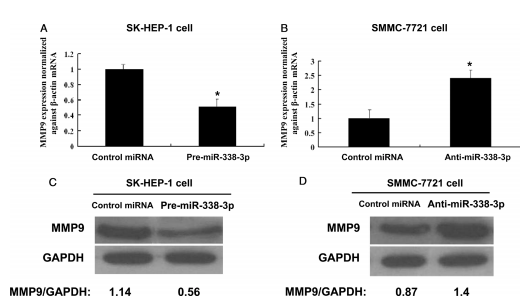 A
SK-HEP-1 cell
MMP9 expression normalized
against β-actin mRNA
1.2
1
0.8
0.6
0.4
0.2
0
*
Control miRNA
Pre-miR-338-3p
B
SMMC-7721 cell
MMP9 expression normalized
against β-actin mRNA
3
2.5
2
1.5
1
0.5
0
*
Control miRNA
Anti-miR-338-3p
C
SK-HEP-1 cell
Control miRNA Pre-miR-338-3p
MMP9
GAPDH
MMP9/GAPDH: 1.14 0.56
D
SMMC-7721 cell
Control miRNA Anti-miR-338-3p
MMP9
GAPDH
MMP9/GAPDH: 0.87 1.4